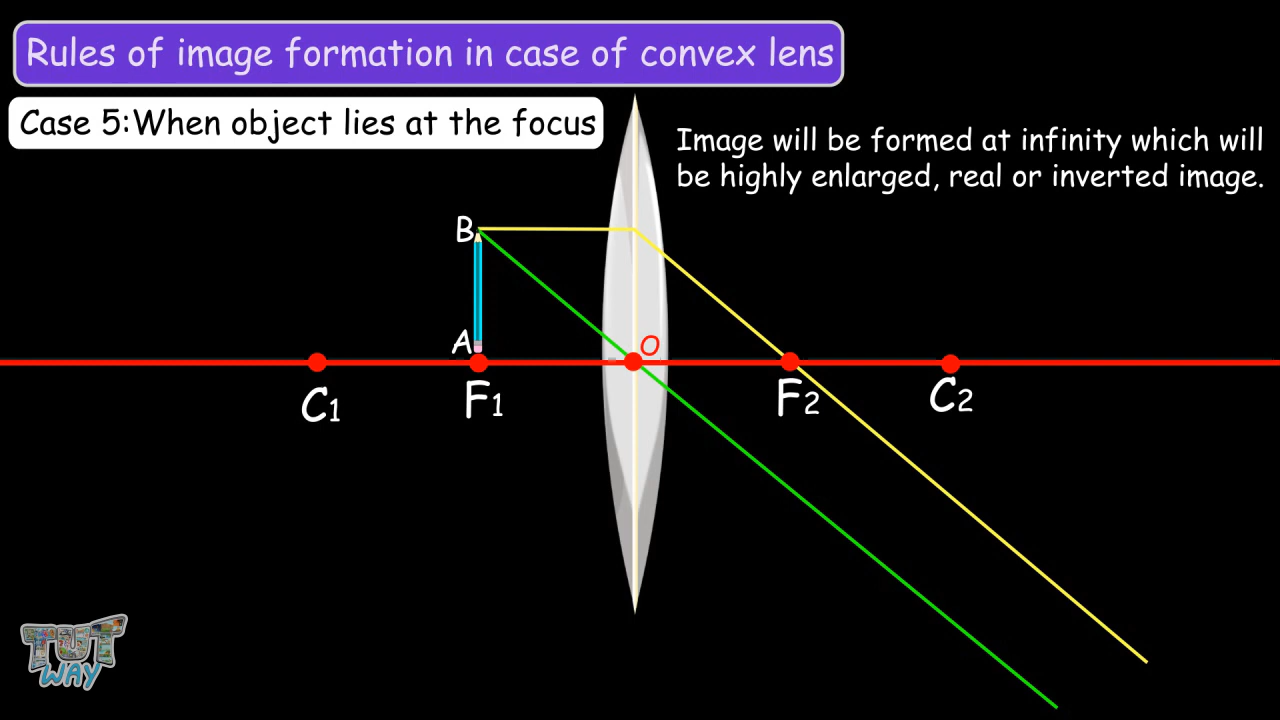 Rules of image formation in case of convex lens
Case 5:When object lies at the focus
Image will be formed at infinity which will
be highly enlarged, real or inverted image.
B
A
O
C1
F1
F2
C2
TUT
WAY